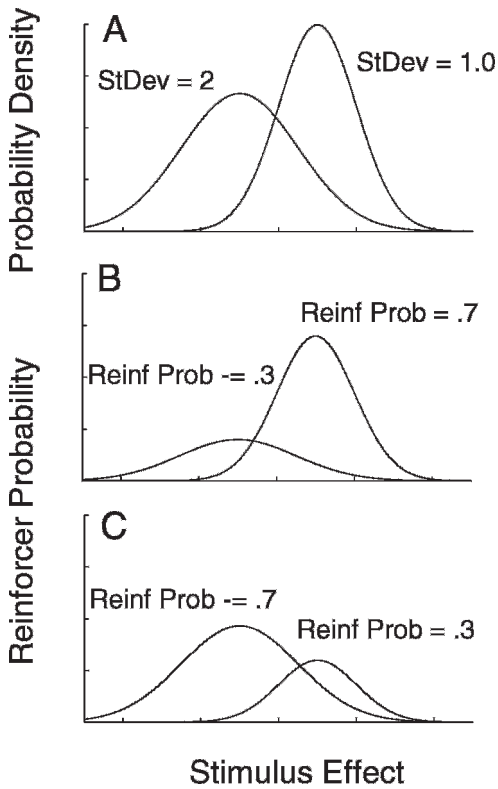 A
Probability Density
StDev = 2
StDev = 1.0
B
Reinf Prob = .7
Reinf Prob -= .3
Reinforcer Probability
C
Reinf Prob -= .7
Reinf Prob = .3
Stimulus Effect